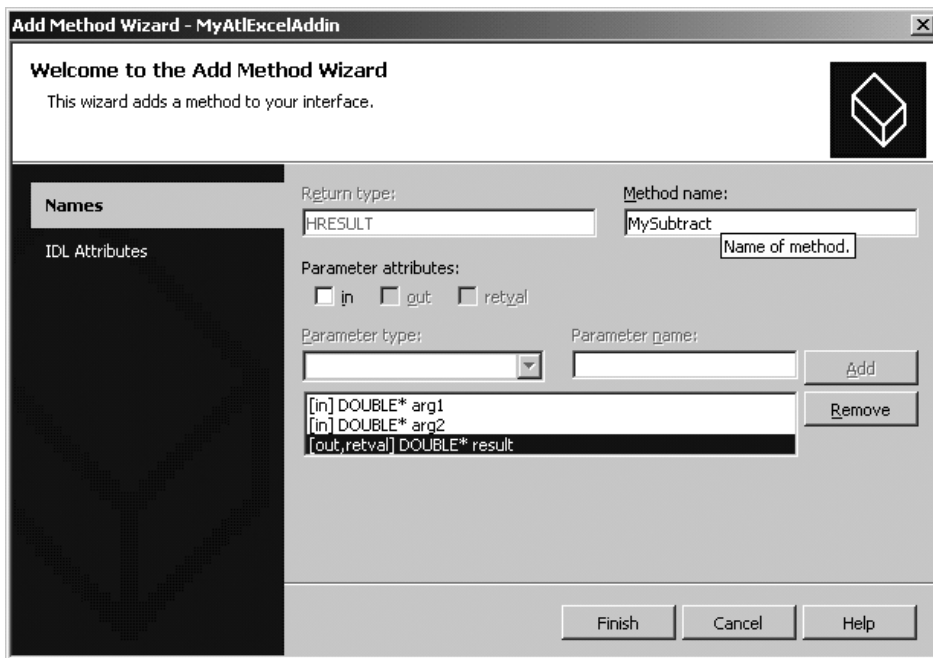 Add Method Wizard - MyAtlExcelAddin
Welcome to the Add Method Wizard
This wizard adds a method to your interface.
Names
IDL Attributes
Return type:
HRESULT
Method name:
MySubtract
Name of method.
Parameter attributes:
in out retval
Parameter type:
Parameter name:
Add
[in] DOUBLE* arg1
[in] DOUBLE* arg2
[out,retval] DOUBLE* result
Remove
Finish Cancel Help